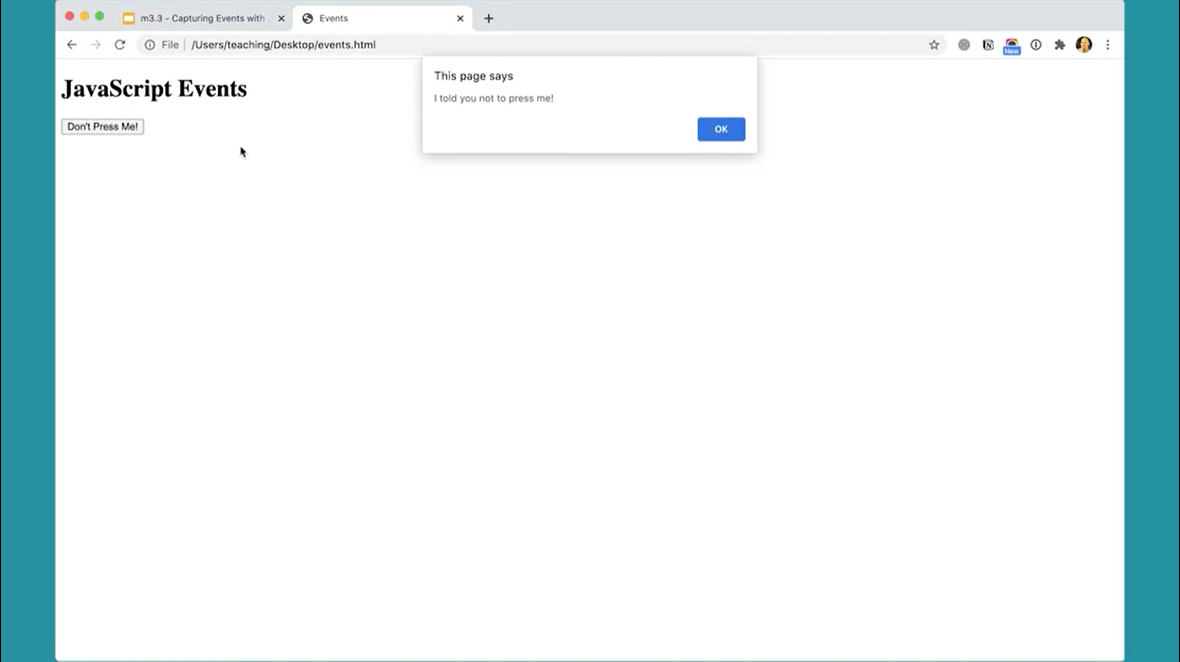 m3.3 - Capturing Events with
Events
File
/Users/teaching/Desktop/events.html
New
This page says
I told you not to press me!
OK
JavaScript Events
Don't Press Me!